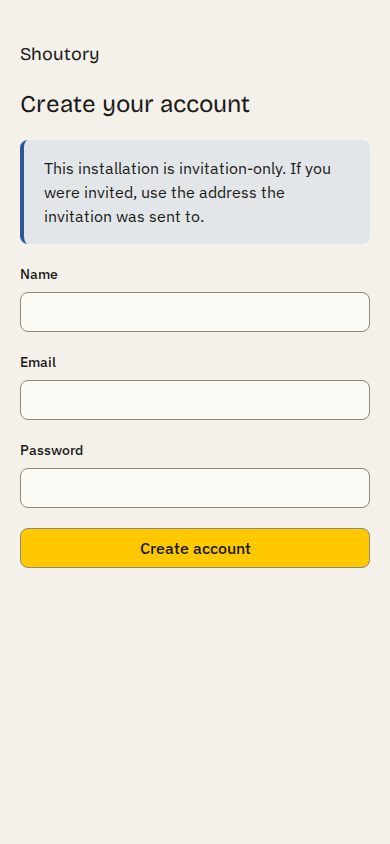 Shoutory
Create your account
This installation is invitation-only. If you
were invited, use the address the
invitation was sent to.
Name
Email
Password
Create account